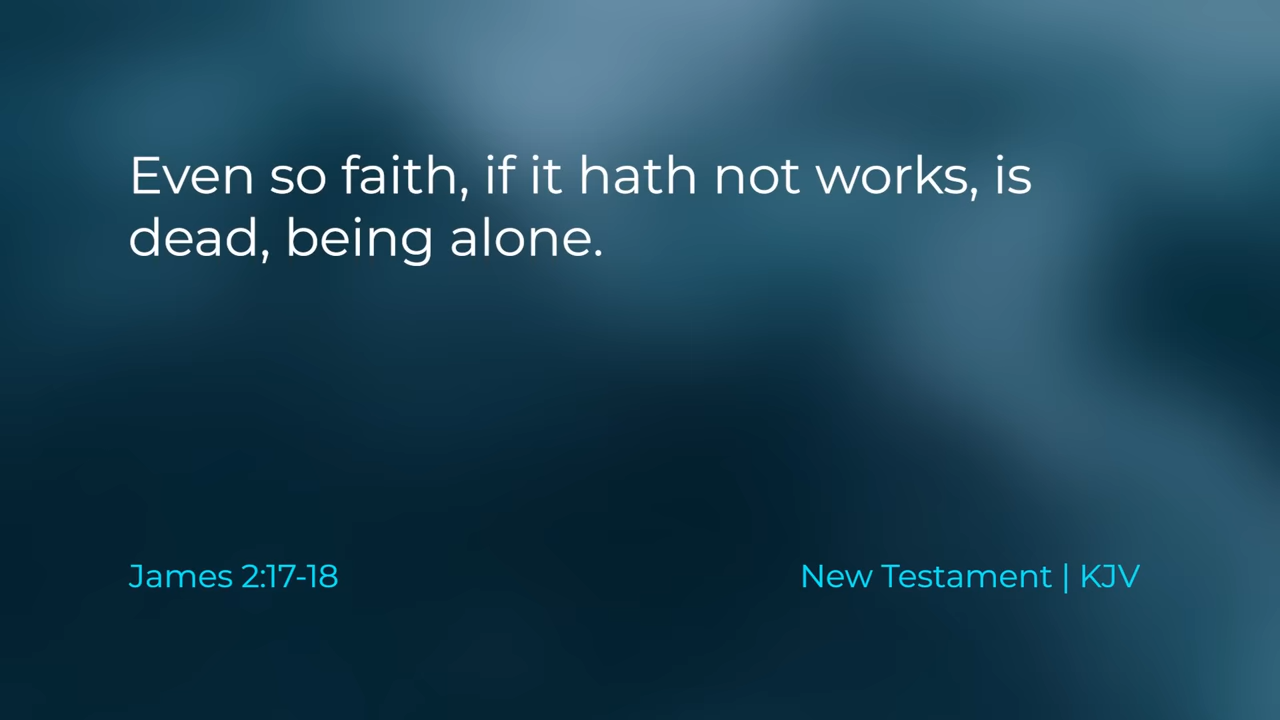 Even so faith, if it hath not works, is
dead, being alone.
James 2:17-18
New Testament | KJV